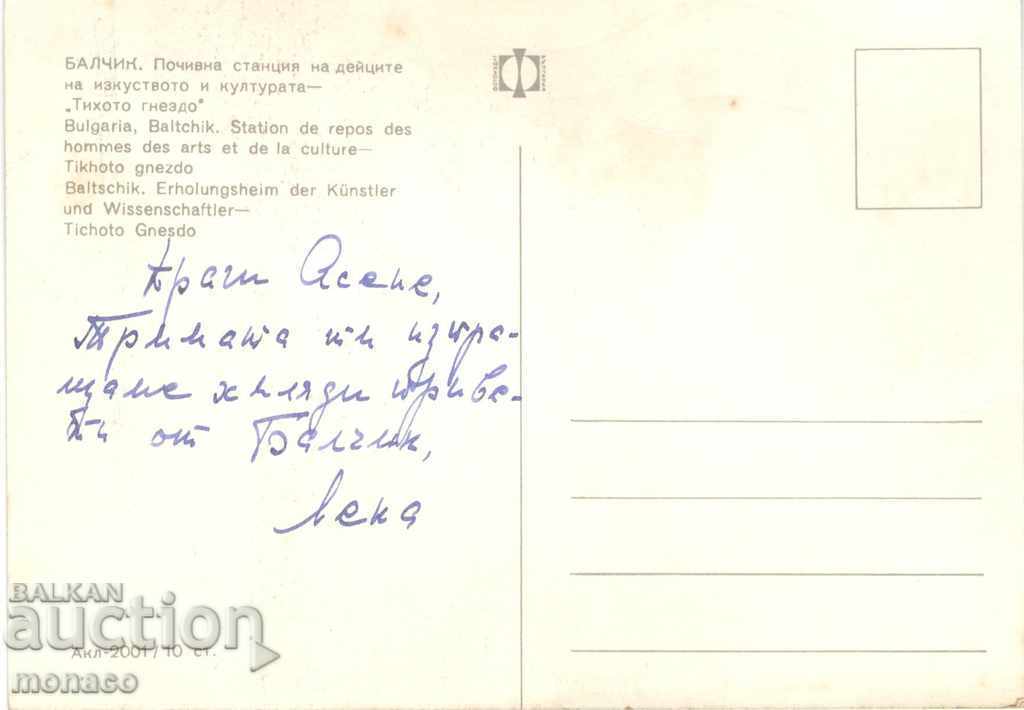 БАЛЧИК. Почивна станция на дейците
на изкуството и културата—
„Тихото гнездо"
Bulgaria, Baltchik. Station de repos des
hommes des arts et de la culture—
Tikhoto gnezdo
Baltschik. Erholungsheim der Künstler
und Wissenschaftler—
Tichoto Gnesdo
Драги Асене,
Тримата ти изпра-
щаме хиляди приве-
ти от Балчик,
Лена
Акл-2001/10 ст.
BALKAN
auction
monaco